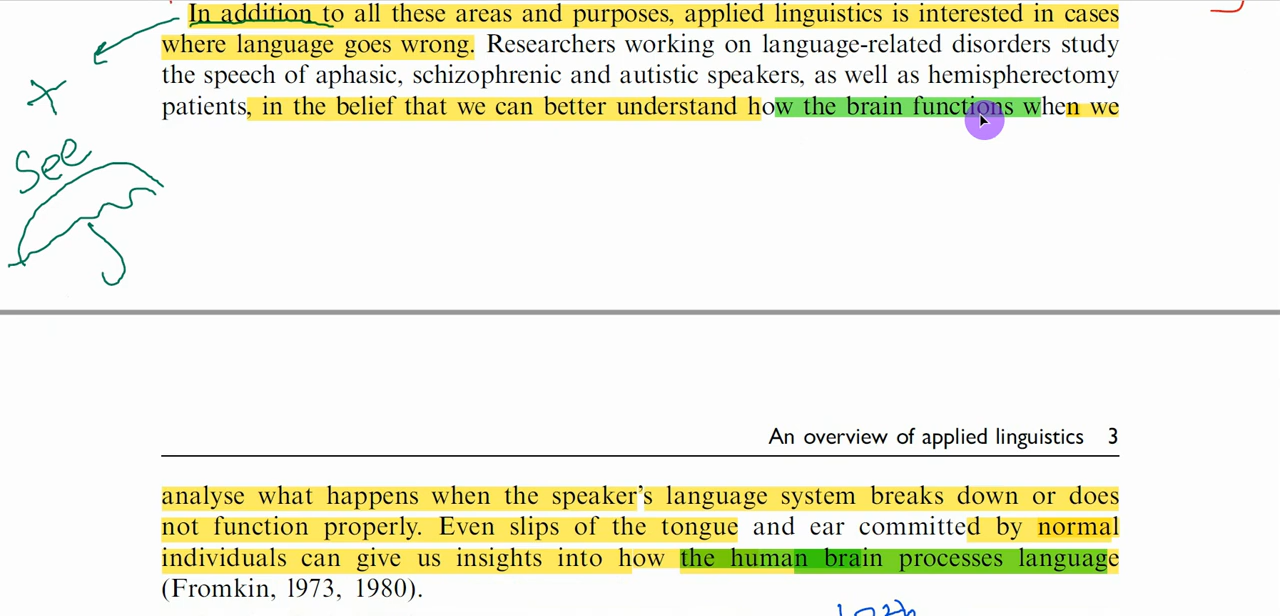 In addition to all these areas and purposes, applied linguistics is interested in cases
where language goes wrong. Researchers working on language-related disorders study
the speech of aphasic, schizophrenic and autistic speakers, as well as hemispherectomy
patients, in the belief that we can better understand how the brain functions when we
See
An overview of applied linguistics 3
analyse what happens when the speaker's language system breaks down or does
not function properly. Even slips of the tongue and ear committed by normal
individuals can give us insights into how the human brain processes language
(Fromkin, l973, 1980).